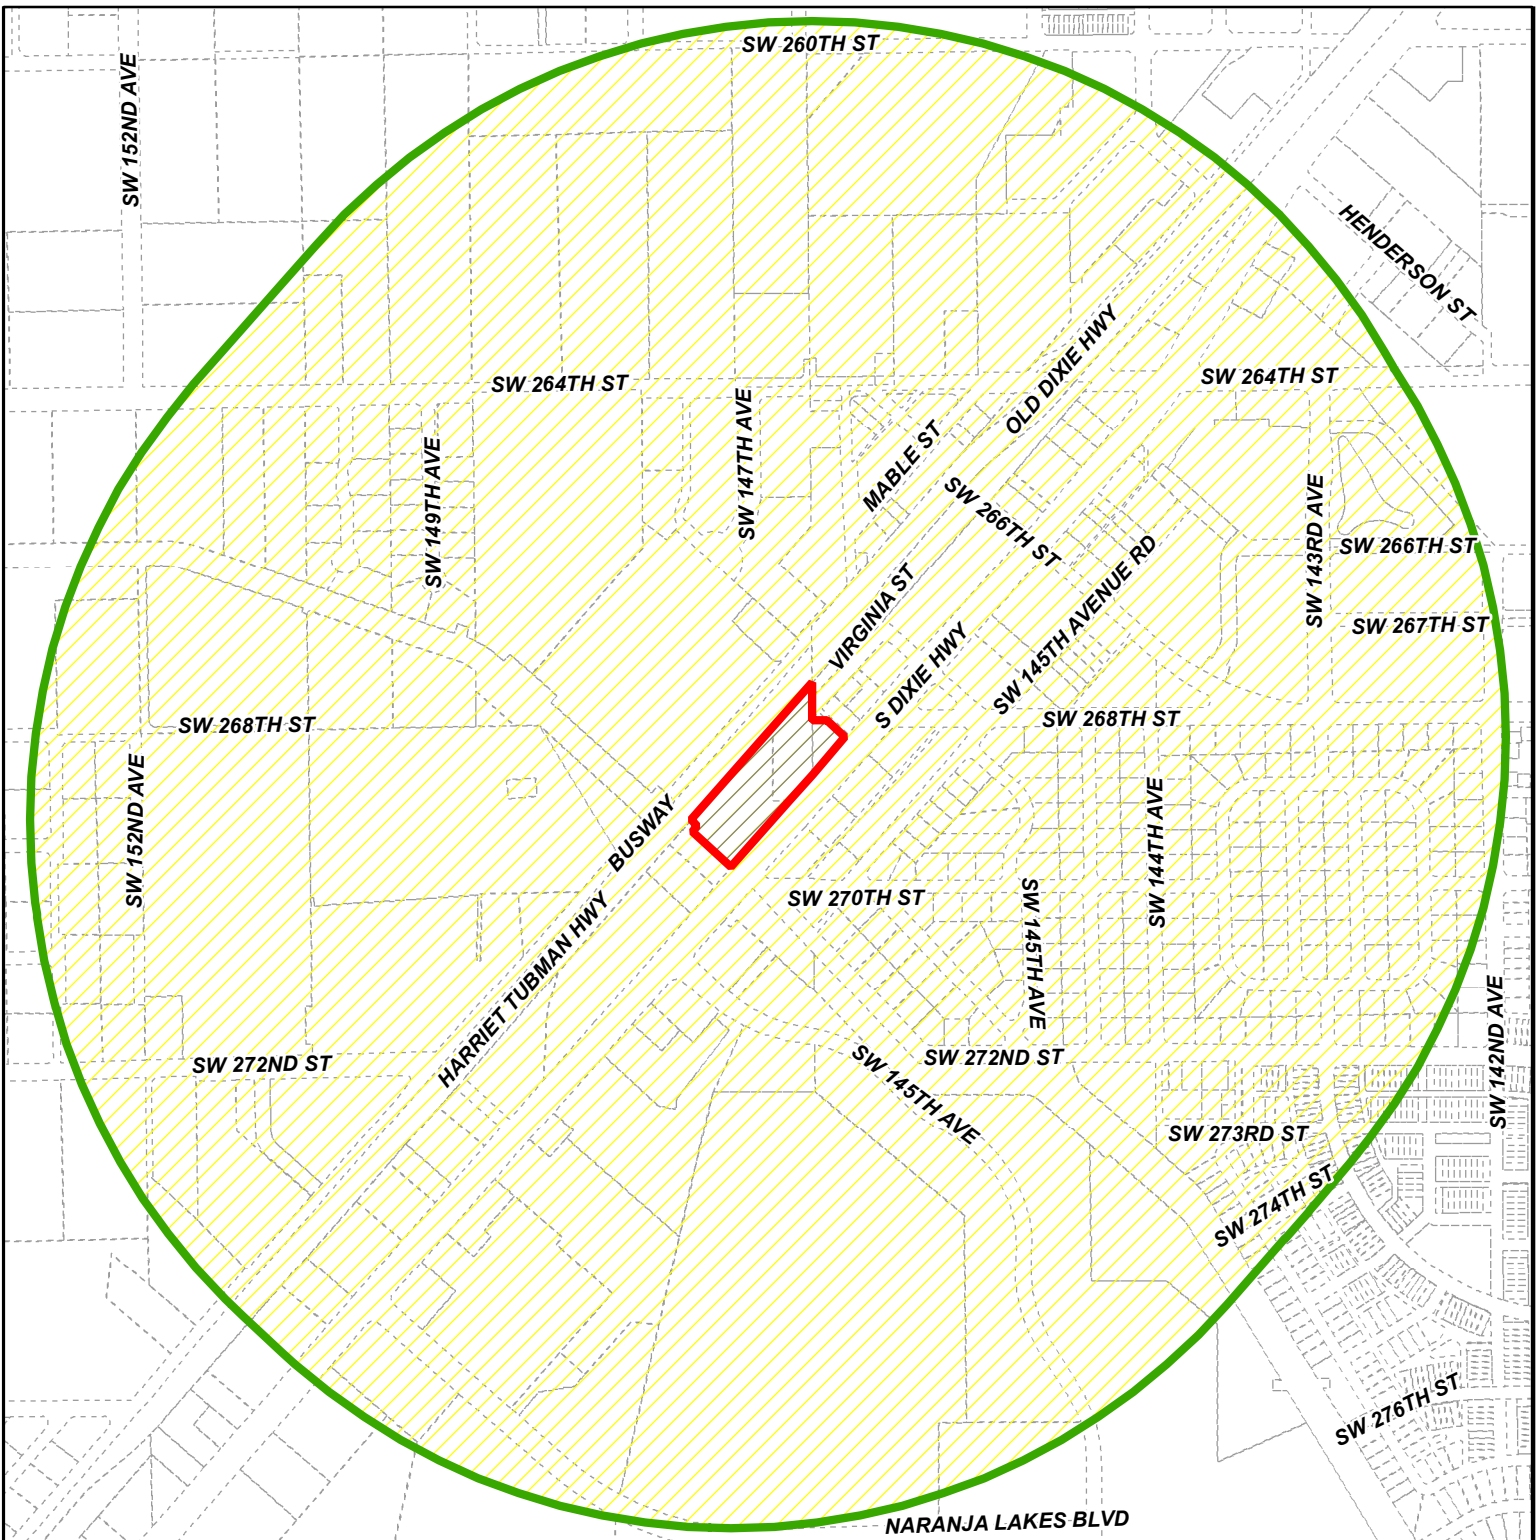 SW 260TH ST
SW 152ND AVE
HENDERSON ST
OLD DIXIE HWY
SW 264TH ST
SW 264TH ST
SW 147TH AVE
MABLE ST
SW 149TH AVE
SW 266TH ST
SW 143RD AVE
SW 266TH ST
SW 145TH AVENUE RD
VIRGINIA ST
SW 267TH ST
S DIXIE HWY
SW 268TH ST
SW 268TH ST
SW 152ND AVE
BUSWAY
SW 144TH AVE
SW 270TH ST
SW 145TH AVE
HARRIET TUBMAN HWY
SW 142ND AVE
SW 272ND ST
SW 272ND ST
SW 145TH AVE
SW 273RD ST
SW 274TH ST
SW 276TH ST
NARANJA LAKES BLVD